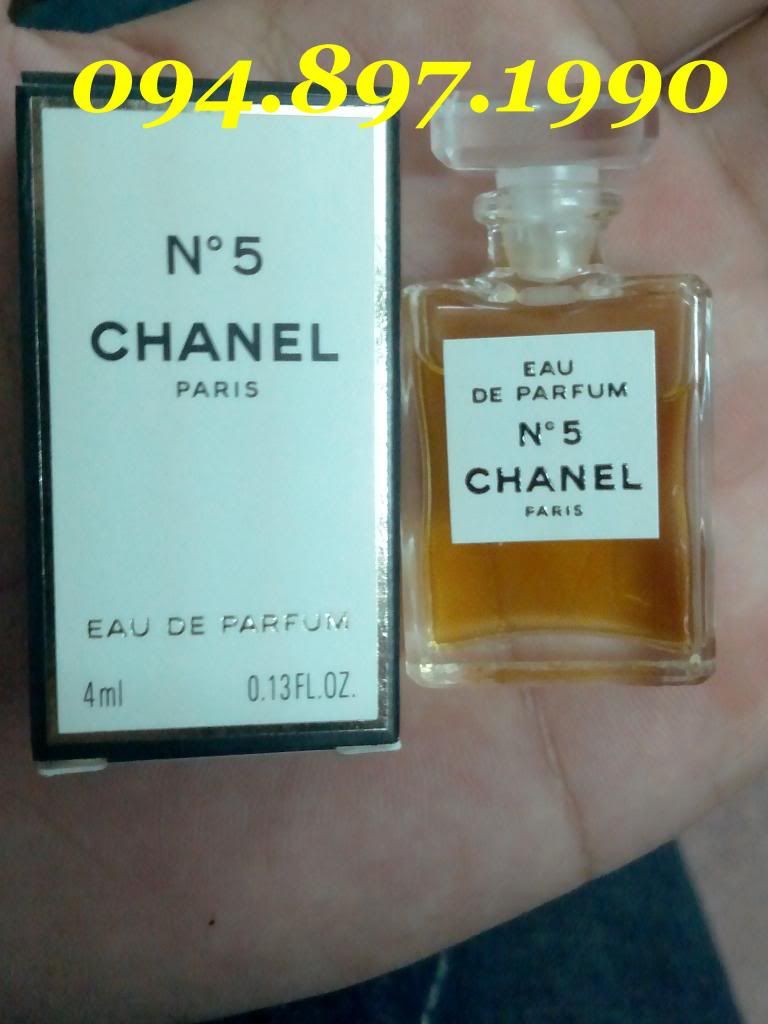 094.897.1990
N°5
CHANEL
PARIS
EAU DE PARFUM
4ml 0.13FL.OZ.
EAU
DE PARFUM
N°5
CHANEL
PARIS